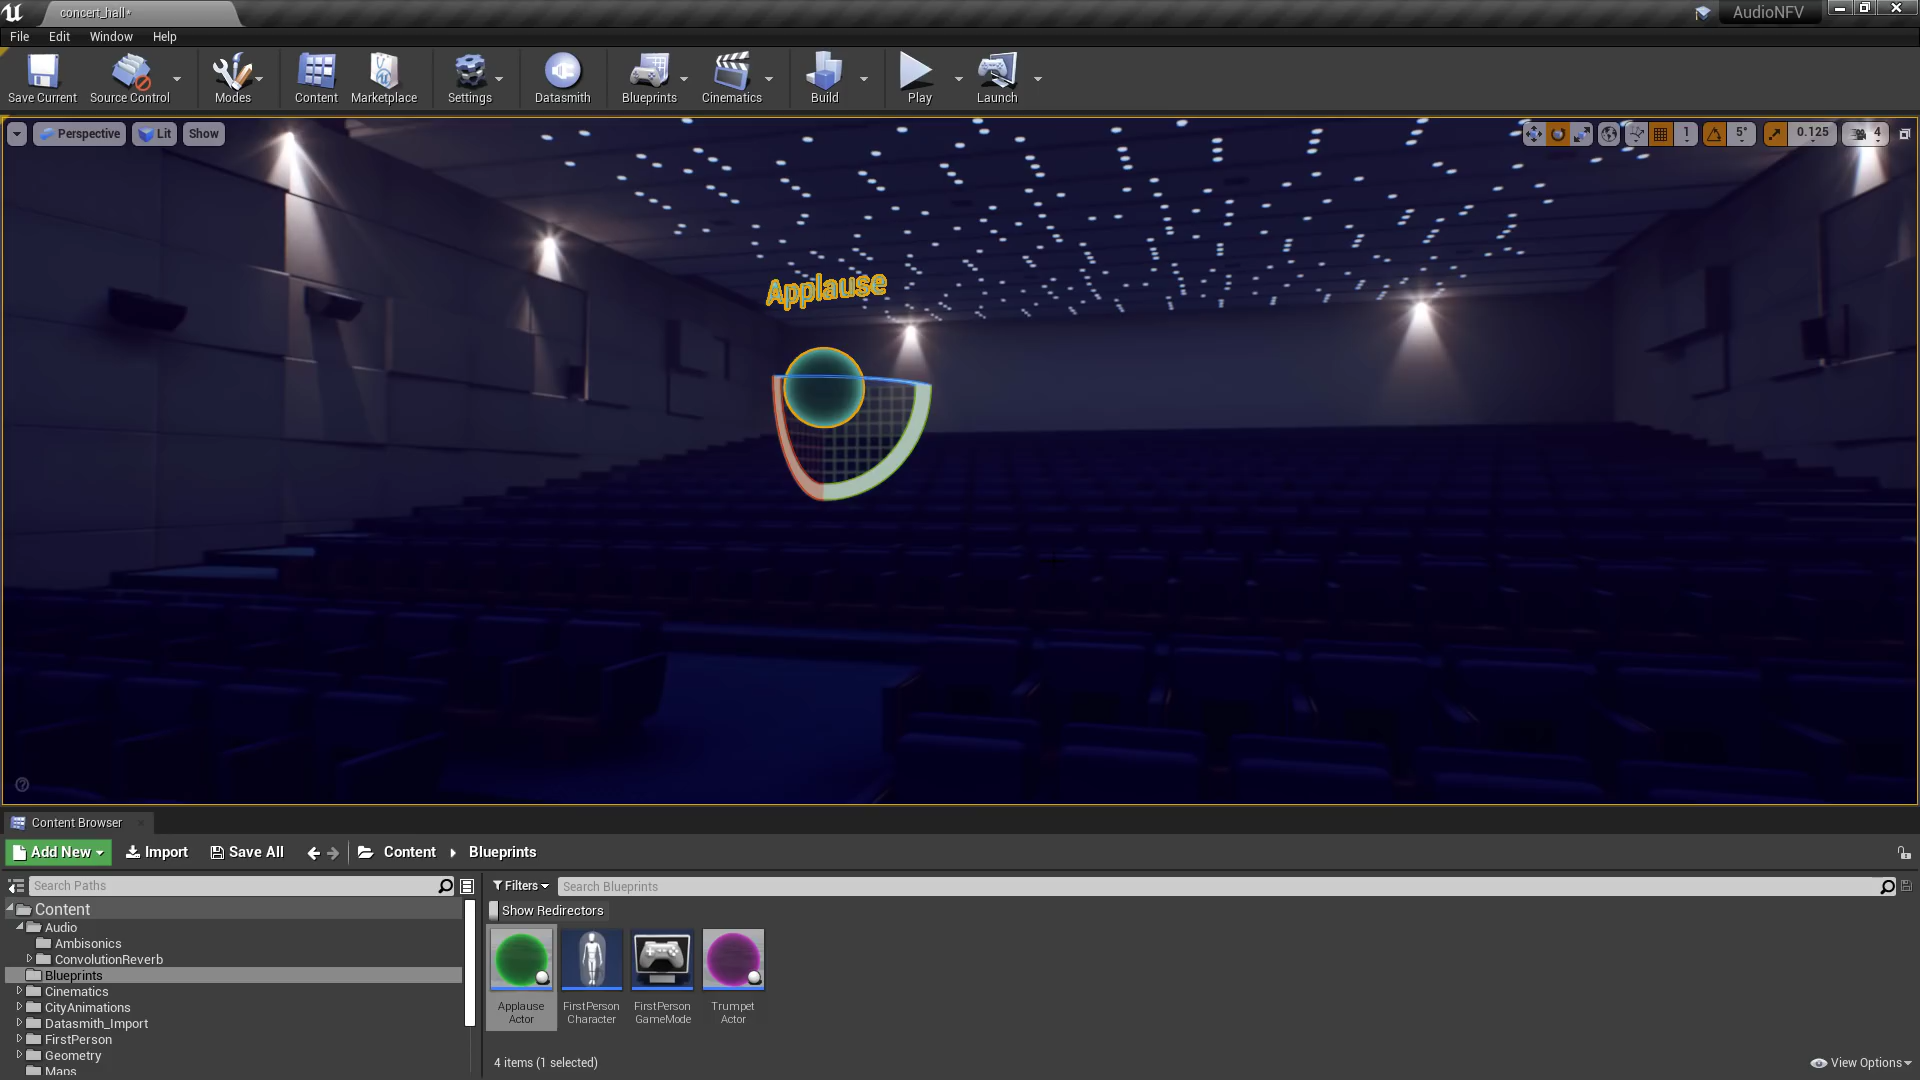 concert_hall*
AudioNFV
File Edit Window Help
Save Current
Source Control
Modes
Content
Marketplace
Settings
Datasmith
Blueprints
Cinematics
Build
Play
Launch
Perspective
Lit
Show
1
5°
0.125
4
Applause
Content Browser
Add New
Import
Save All
Content
Blueprints
Search Paths
Filters
Search Blueprints
Show Redirectors
Content
Audio
Ambisonics
ConvolutionReverb
Blueprints
Cinematics
CityAnimations
Datasmith_Import
FirstPerson
Geometry
Maps
Applause
Actor
FirstPerson
Character
FirstPerson
GameMode
Trumpet
Actor
4 items (1 selected)
View Options